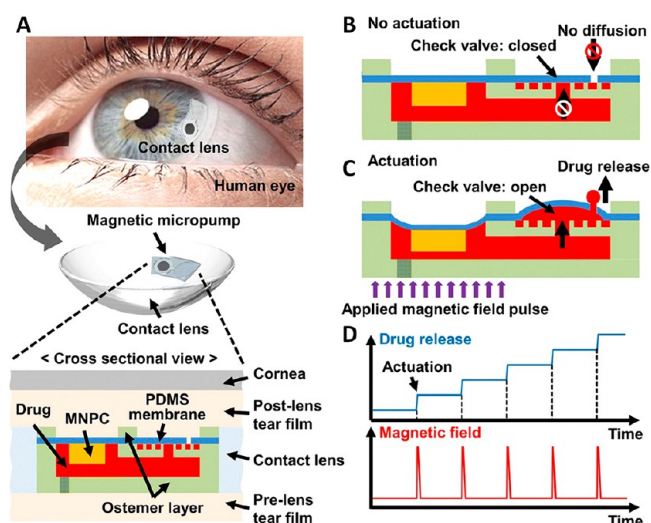 A
Contact lens
Human eye
Magnetic micropump
Contact lens
< Cross sectional view >
Cornea
Drug
MNPC
PDMS
membrane
Post-lens
tear film
Contact lens
Ostemer layer
Pre-lens
tear film
B
No actuation
No diffusion
Check valve: closed
C
Actuation
Drug release
Check valve: open
Applied magnetic field pulse
D
Drug release
Actuation
Time
Magnetic field
Time